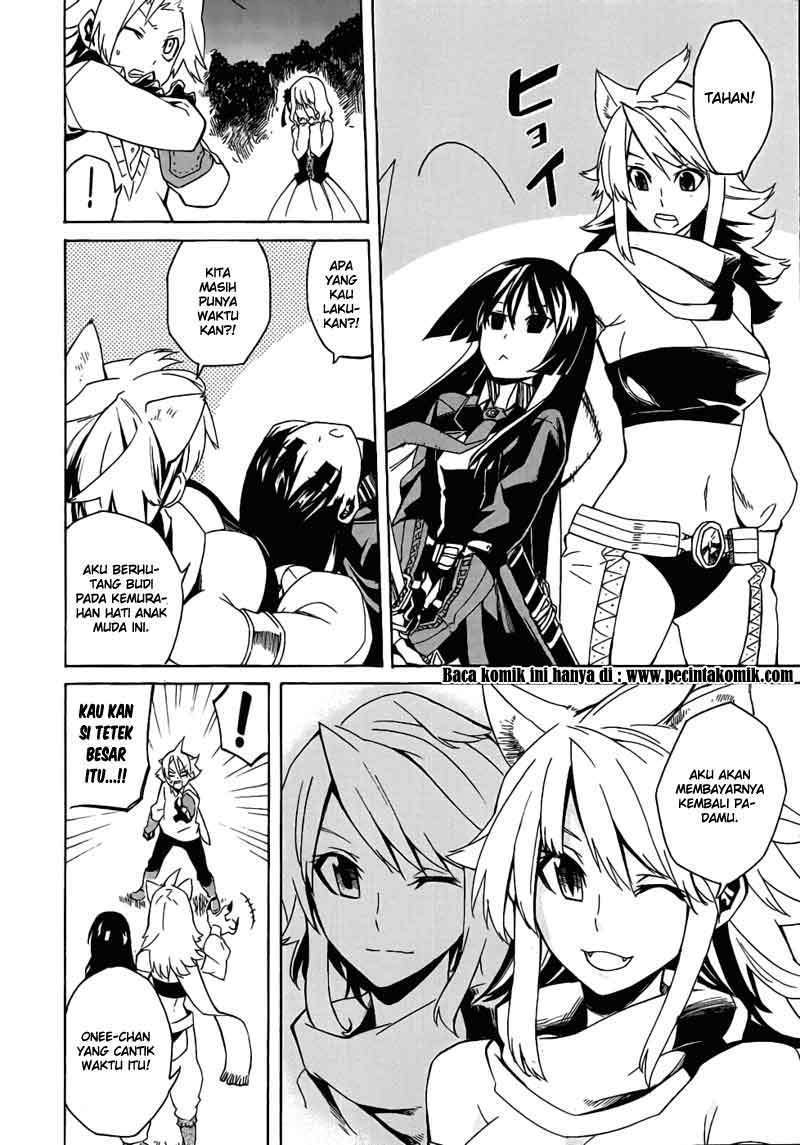 TAHAN!
ヒョイ
!
APA
YANG
KAU
LAKU-
KAN?!
KITA
MASIH
PUNYA
WAKTU
KAN?!
AKU BERHU-
TANG BUDI
PADA KEMURA-
HAN HATI ANAK
MUDA INI.
Baca komik ini hanya di : www.pecintakomik.com
AKU AKAN
MEMBAYARNYA
KEMBALI PA-
DAMU.
!
KAU KAN
SI TETEK
BESAR
ITU...!!
ONEE-CHAN
YANG CANTIK
WAKTU ITU!